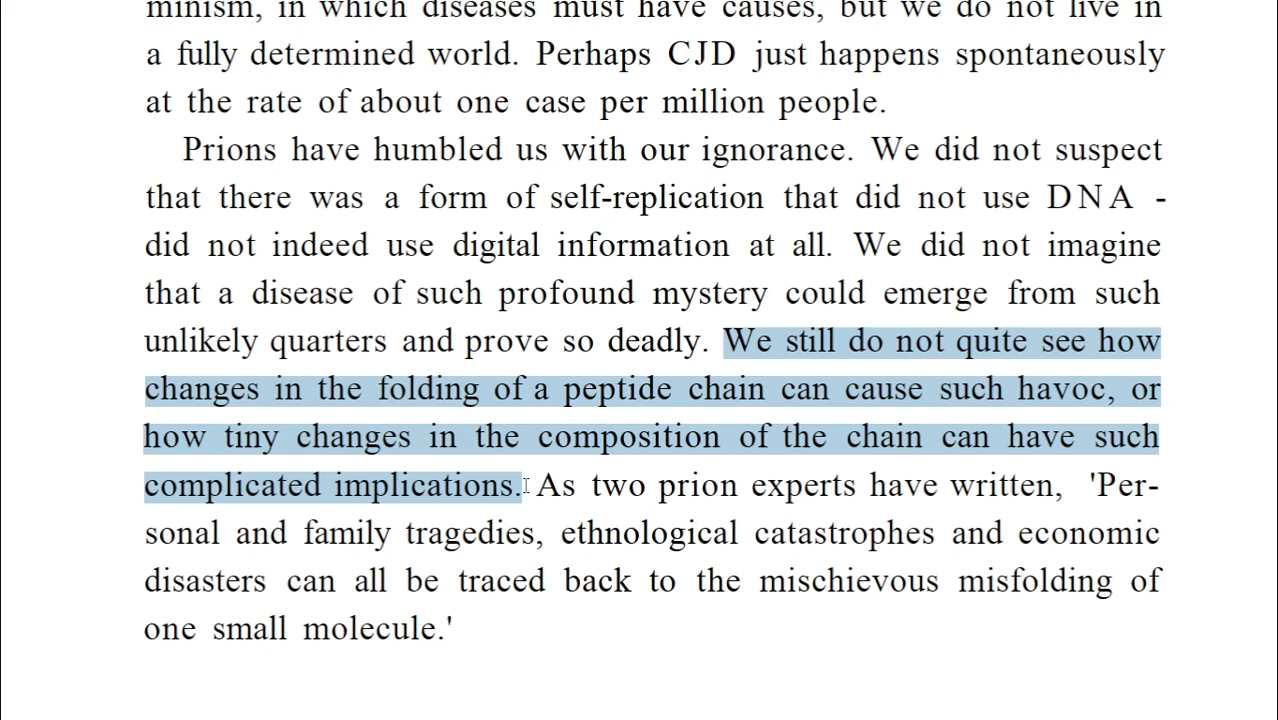 minism, in which diseases must have causes, but we do not live in
a fully determined world. Perhaps CJD just happens spontaneously
at the rate of about one case per million people.
Prions have humbled us with our ignorance. We did not suspect
that there was a form of self-replication that did not use DNA -
did not indeed use digital information at all. We did not imagine
that a disease of such profound mystery could emerge from such
unlikely quarters and prove so deadly. We still do not quite see how
changes in the folding of a peptide chain can cause such havoc, or
how tiny changes in the composition of the chain can have such
complicated implications. As two prion experts have written, 'Per-
sonal and family tragedies, ethnological catastrophes and economic
disasters can all be traced back to the mischievous misfolding of
one small molecule.'